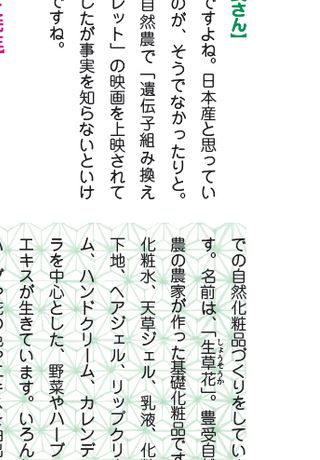 さん】
ですよね。日本産と思ってい
のが、そうでなかったりと。
自然農で「遺伝子組み換え
レット」の映画を上映されて
したが事実を知らないといけ
ですね。
での自然化粧品づくりをしてい
す。名前は、「生草花」。豊受自
しょうそうか
農の農家が作った基礎化粧品です
化粧水、天草ジェル、乳液、化粧
下地、ヘアジェル、リップクリー
ム、ハンドクリーム、カレンデ
ラを中心とした、野菜やハーブ
エキスが生きています。いろん